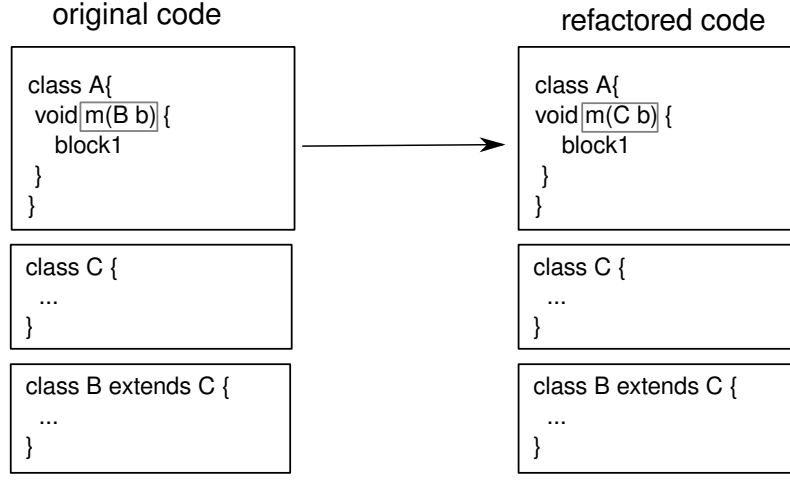 original code
class A{
void m(B b) {
block1
}
}
class C {
...
}
class B extends C {
...
}
refactored code
class A{
void m(C b) {
block1
}
}
class C {
...
}
class B extends C {
...
}